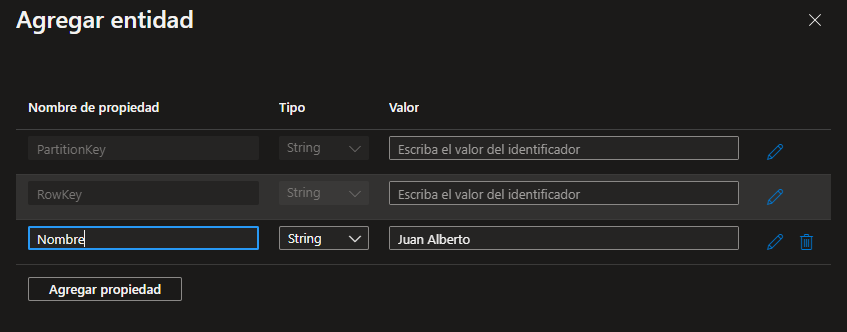 Agregar entidad
Nombre de propiedad Tipo Valor
PartitionKey String Escriba el valor del identificador
RowKey String Escriba el valor del identificador
Nombre String Juan Alberto
Agregar propiedad